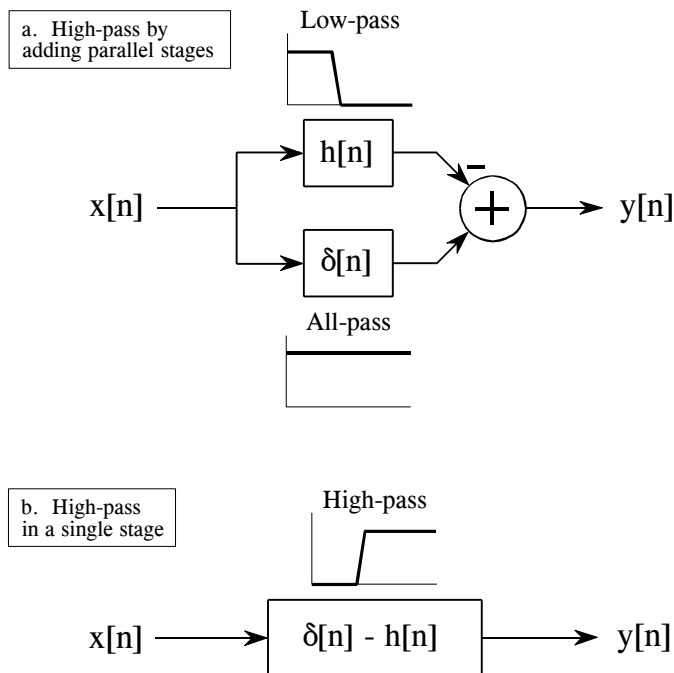 a. High-pass by
adding parallel stages
Low-pass
h[n]
x[n]
y[n]
δ[n]
All-pass
b. High-pass
in a single stage
High-pass
x[n]
δ[n] - h[n]
y[n]